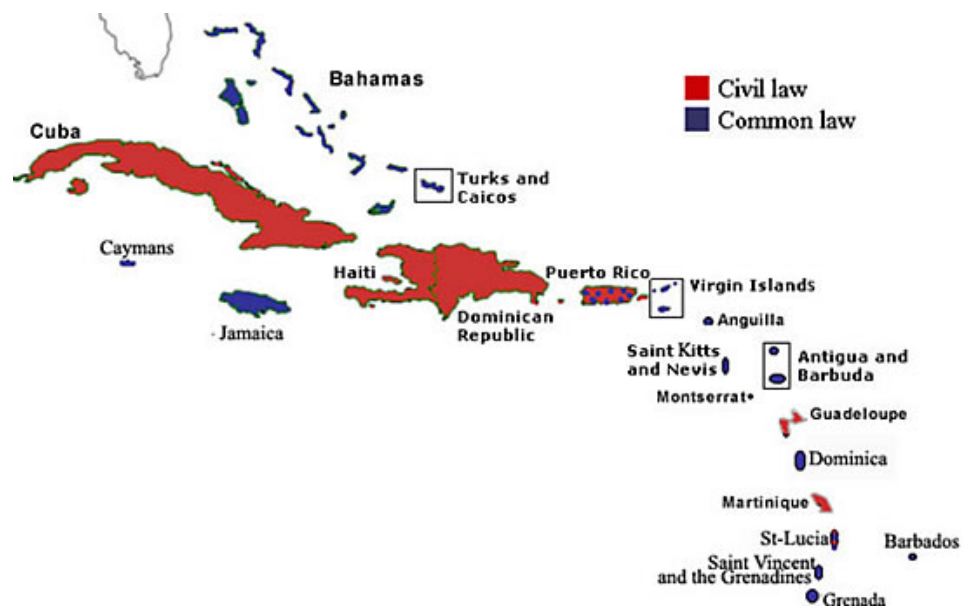 Bahamas
Civil law
Common law
Cuba
Turks and
Caicos
Caymans
Haiti
Puerto Rico
Virgin Islands
Jamaica
Dominican
Republic
Anguilla
Saint Kitts
and Nevis
Antigua and
Barbuda
Montserrat
Guadeloupe
Dominica
Martinique
St-Lucia
Barbados
Saint Vincent
and the Grenadines
Grenada